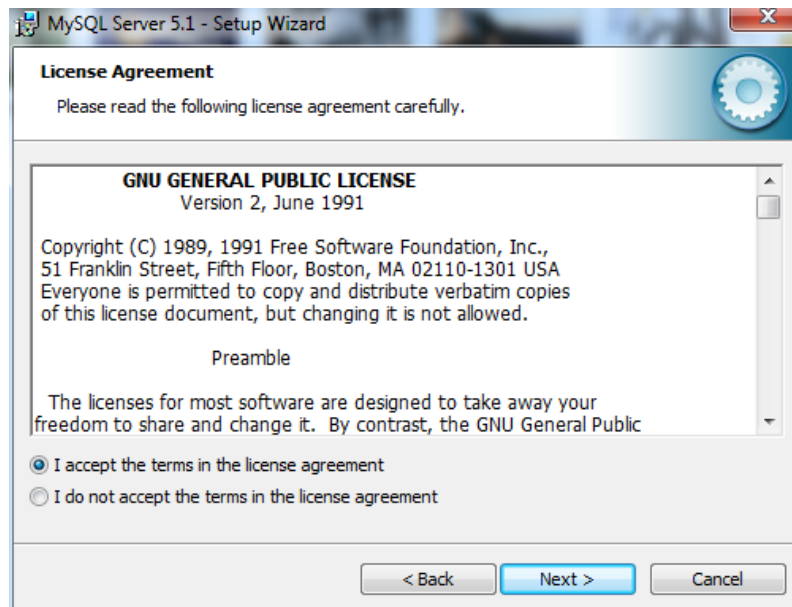 MySQL Server 5.1 - Setup Wizard
License Agreement
Please read the following license agreement carefully.
GNU GENERAL PUBLIC LICENSE
Version 2, June 1991
Copyright (C) 1989, 1991 Free Software Foundation, Inc.,
51 Franklin Street, Fifth Floor, Boston, MA 02110-1301 USA
Everyone is permitted to copy and distribute verbatim copies
of this license document, but changing it is not allowed.
Preamble
The licenses for most software are designed to take away your
freedom to share and change it. By contrast, the GNU General Public
I accept the terms in the license agreement
I do not accept the terms in the license agreement
< Back Next > Cancel